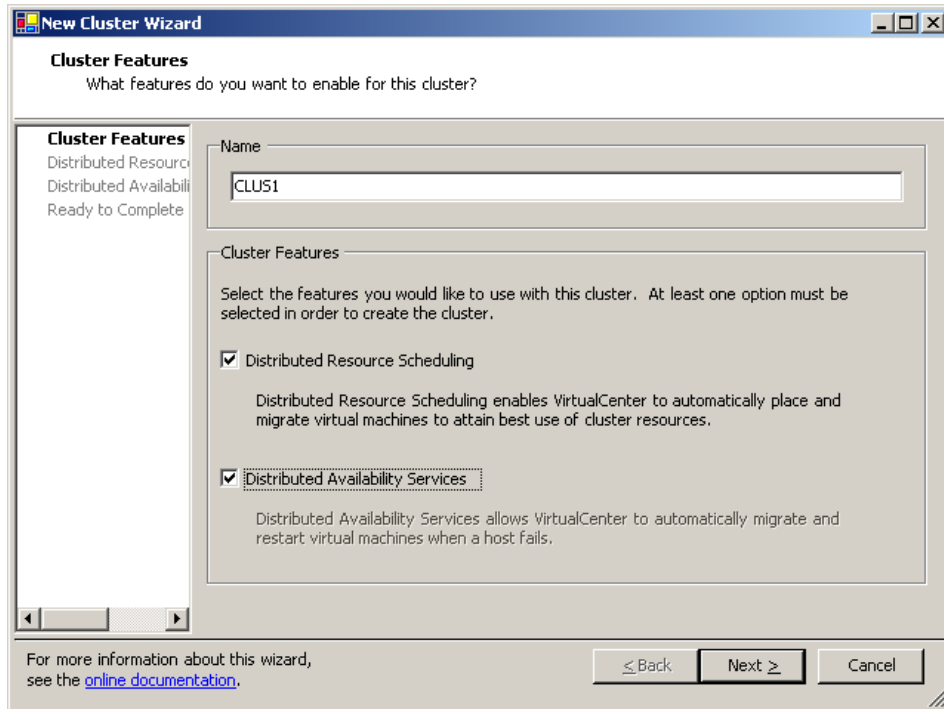 New Cluster Wizard
Cluster Features
What features do you want to enable for this cluster?
Cluster Features
Distributed Resourc
Distributed Availabili
Ready to Complete
Name
CLUS1
Cluster Features
Select the features you would like to use with this cluster. At least one option must be
selected in order to create the cluster.
Distributed Resource Scheduling
Distributed Resource Scheduling enables VirtualCenter to automatically place and
migrate virtual machines to attain best use of cluster resources.
Distributed Availability Services
Distributed Availability Services allows VirtualCenter to automatically migrate and
restart virtual machines when a host fails.
For more information about this wizard,
see the online documentation.
< Back
Next >
Cancel